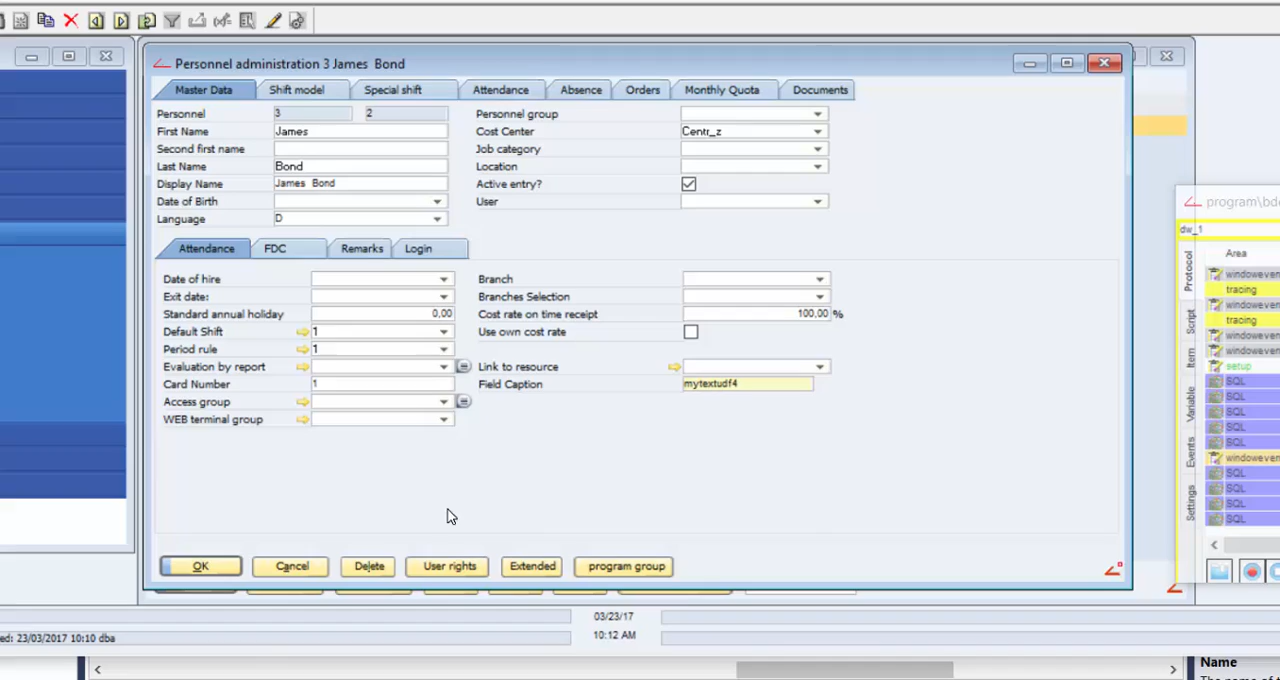 Personnel administration 3 James  Bond
Master Data
Shift model
Special shift
Attendance
Absence
Orders
Monthly Quota
Documents
Personnel 3 2
First Name James
Second first name
Last Name Bond
Display Name James  Bond
Date of Birth
Language D
Personnel group
Cost Center Centr_z
Job category
Location
Active entry?
User
Attendance
FDC
Remarks
Login
Date of hire
Exit date:
Standard annual holiday 0,00
Default Shift 1
Period rule 1
Evaluation by report
Card Number 1
Access group
WEB terminal group
Branch
Branches Selection
Cost rate on time receipt 100,00 %
Use own cost rate
Link to resource
Field Caption mytextudf4
OK
Cancel
Delete
User rights
Extended
program group
program\bd
dw_1
Protocol
Script
Item
Variable
Events
Settings
Area
windoweven
tracing
windoweven
tracing
windoweven
windoweven
setup
SQL
SQL
SQL
SQL
SQL
windoweven
SQL
SQL
SQL
SQL
03/23/17
ed: 23/03/2017 10:10 dba
10:12 AM
Name